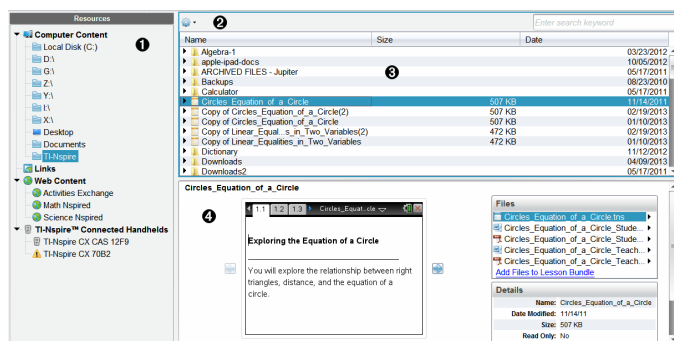 Resources
Computer Content
Local Disk (C:)
D:\
G:\
Z:\
Y:\
I:\
X:\
Desktop
Documents
TI-Nspire
Links
Web Content
Activities Exchange
Math Nspired
Science Nspired
TI-Nspire™ Connected Handhelds
TI-Nspire CX CAS 12F9
TI-Nspire CX 70B2
1
2
Enter search keyword
Name Size Date
3
Algebra-1 03/23/2012
apple-ipad-docs 10/05/2012
ARCHIVED FILES - Jupiter 05/17/2011
Backups 08/23/2010
Calculator 05/17/2011
Circles_Equation_of_a_Circle 507 KB 11/14/2011
Copy of Circles_Equation_of_a_Circle(2) 507 KB 02/19/2013
Copy of Circles_Equation_of_a_Circle 507 KB 01/10/2013
Copy of Linear_Equal...s_in_Two_Variables(2) 472 KB 02/19/2013
Copy of Linear_Equalities_in_Two_Variables 472 KB 01/10/2013
Dictionary 11/12/2012
Downloads 04/09/2013
Downloads2 05/17/2011
Circles_Equation_of_a_Circle
4
1.1 1.2 1.3 Circles_Equat...cle
Exploring the Equation of a Circle
You will explore the relationship between right
triangles, distance, and the equation of a
circle.
Files
Circles_Equation_of_a_Circle.tns
Circles_Equation_of_a_Circle_Stude...
Circles_Equation_of_a_Circle_Stude...
Circles_Equation_of_a_Circle_Teach...
Circles_Equation_of_a_Circle_Teach...
Add Files to Lesson Bundle
Details
Name: Circles_Equation_of_a_Circle
Date Modified: 11/14/11
Size: 507 KB
Read Only: No